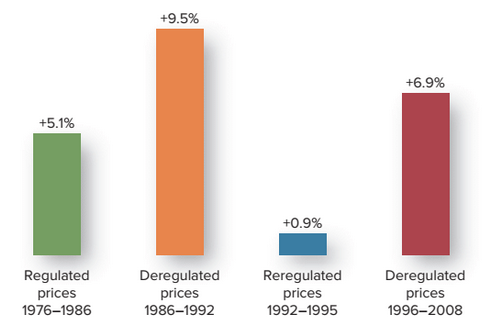 +5.1%
+9.5%
+0.9%
+6.9%
Regulated
prices
1976–1986
Deregulated
prices
1986–1992
Reregulated
prices
1992–1995
Deregulated
prices
1996–2008